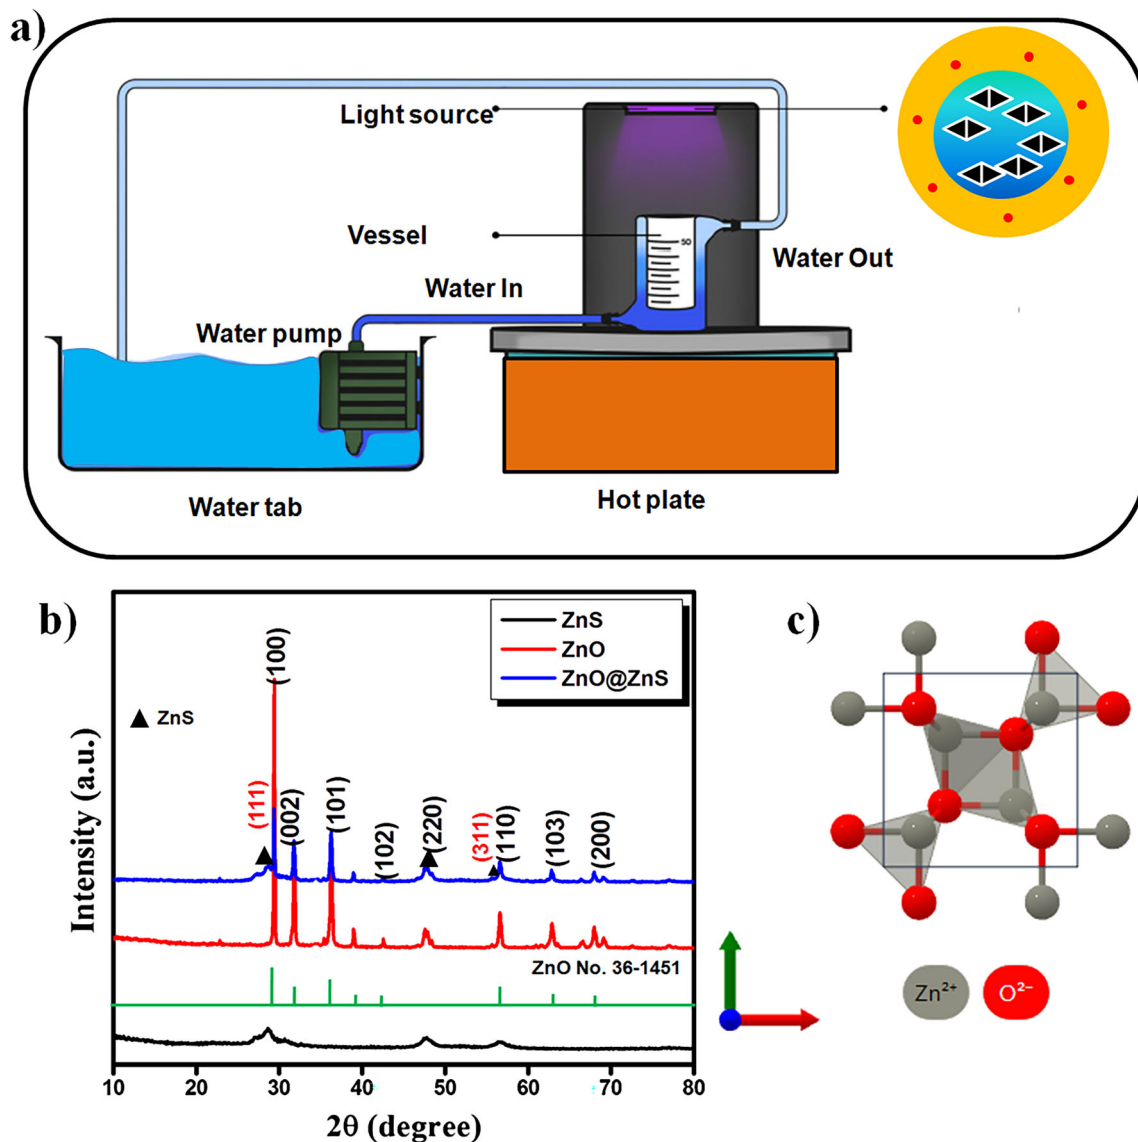 a)
Light source
Vessel
50
Water In
Water Out
Water pump
Water tab
Hot plate
b)
ZnS
ZnO
ZnO@ZnS
▲ ZnS
(100)
(111)
(002)
(101)
(102)
(220)
(311)
(110)
(103)
(200)
ZnO No. 36-1451
Intensity (a.u.)
10 20 30 40 50 60 70 80
2θ (degree)
c)
Zn²⁺
O²⁻